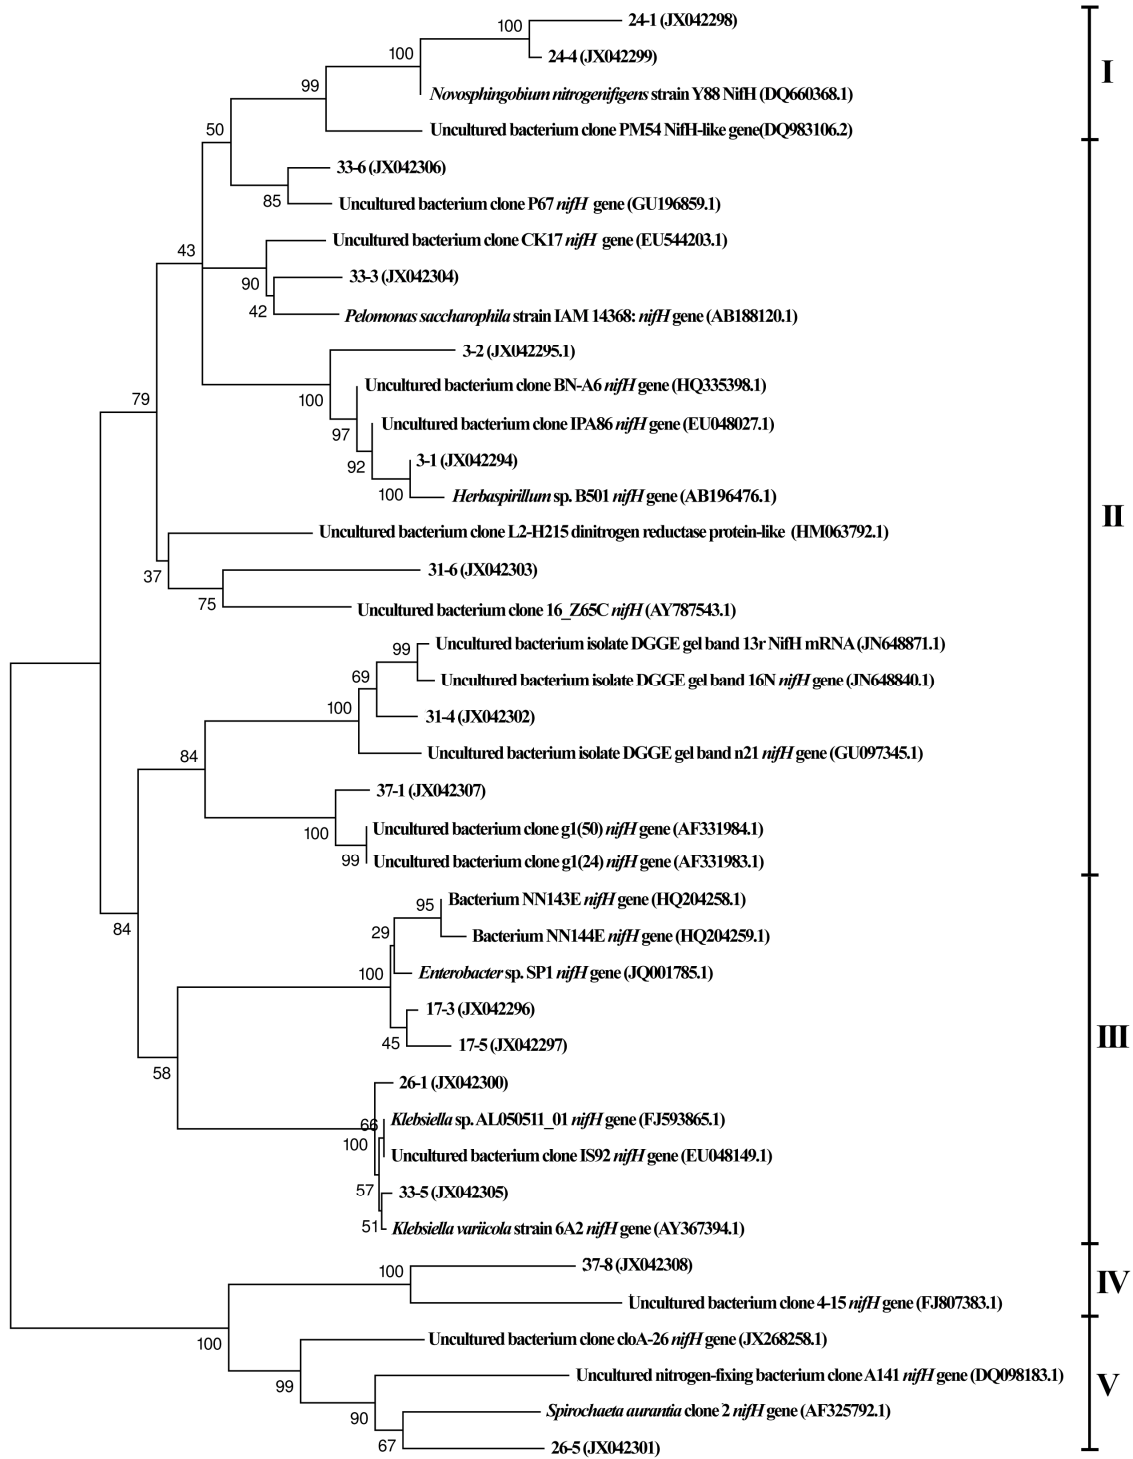 24-1 (JX042298)
100
24-4 (JX042299)
100
I
99
Novosphingobium nitrogenifigens strain Y88 NifH (DQ660368.1)
50
Uncultured bacterium clone PM54 NifH-like gene(DQ983106.2)
33-6 (JX042306)
85
Uncultured bacterium clone P67 nifH gene (GU196859.1)
43
Uncultured bacterium clone CK17 nifH gene (EU544203.1)
90
33-3 (JX042304)
42
Pelomonas saccharophila strain IAM 14368: nifH gene (AB188120.1)
3-2 (JX042295.1)
79
100
Uncultured bacterium clone BN-A6 nifH gene (HQ335398.1)
97
Uncultured bacterium clone IPA86 nifH gene (EU048027.1)
92
3-1 (JX042294)
100
Herbaspirillum sp. B501 nifH gene (AB196476.1)
II
Uncultured bacterium clone L2-H215 dinitrogen reductase protein-like (HM063792.1)
37
31-6 (JX042303)
75
Uncultured bacterium clone 16_Z65C nifH (AY787543.1)
99
Uncultured bacterium isolate DGGE gel band 13r NifH mRNA (JN648871.1)
69
Uncultured bacterium isolate DGGE gel band 16N nifH gene (JN648840.1)
100
31-4 (JX042302)
84
Uncultured bacterium isolate DGGE gel band n21 nifH gene (GU097345.1)
37-1 (JX042307)
100
Uncultured bacterium clone g1(50) nifH gene (AF331984.1)
99
Uncultured bacterium clone g1(24) nifH gene (AF331983.1)
84
95
Bacterium NN143E nifH gene (HQ204258.1)
29
Bacterium NN144E nifH gene (HQ204259.1)
100
Enterobacter sp. SP1 nifH gene (JQ001785.1)
17-3 (JX042296)
45
17-5 (JX042297)
III
58
26-1 (JX042300)
66
Klebsiella sp. AL050511_01 nifH gene (FJ593865.1)
100
Uncultured bacterium clone IS92 nifH gene (EU048149.1)
57
33-5 (JX042305)
51
Klebsiella variicola strain 6A2 nifH gene (AY367394.1)
100
37-8 (JX042308)
IV
Uncultured bacterium clone 4-15 nifH gene (FJ807383.1)
100
Uncultured bacterium clone cloA-26 nifH gene (JX268258.1)
99
Uncultured nitrogen-fixing bacterium clone A141 nifH gene (DQ098183.1)
V
90
Spirochaeta aurantia clone 2 nifH gene (AF325792.1)
67
26-5 (JX042301)